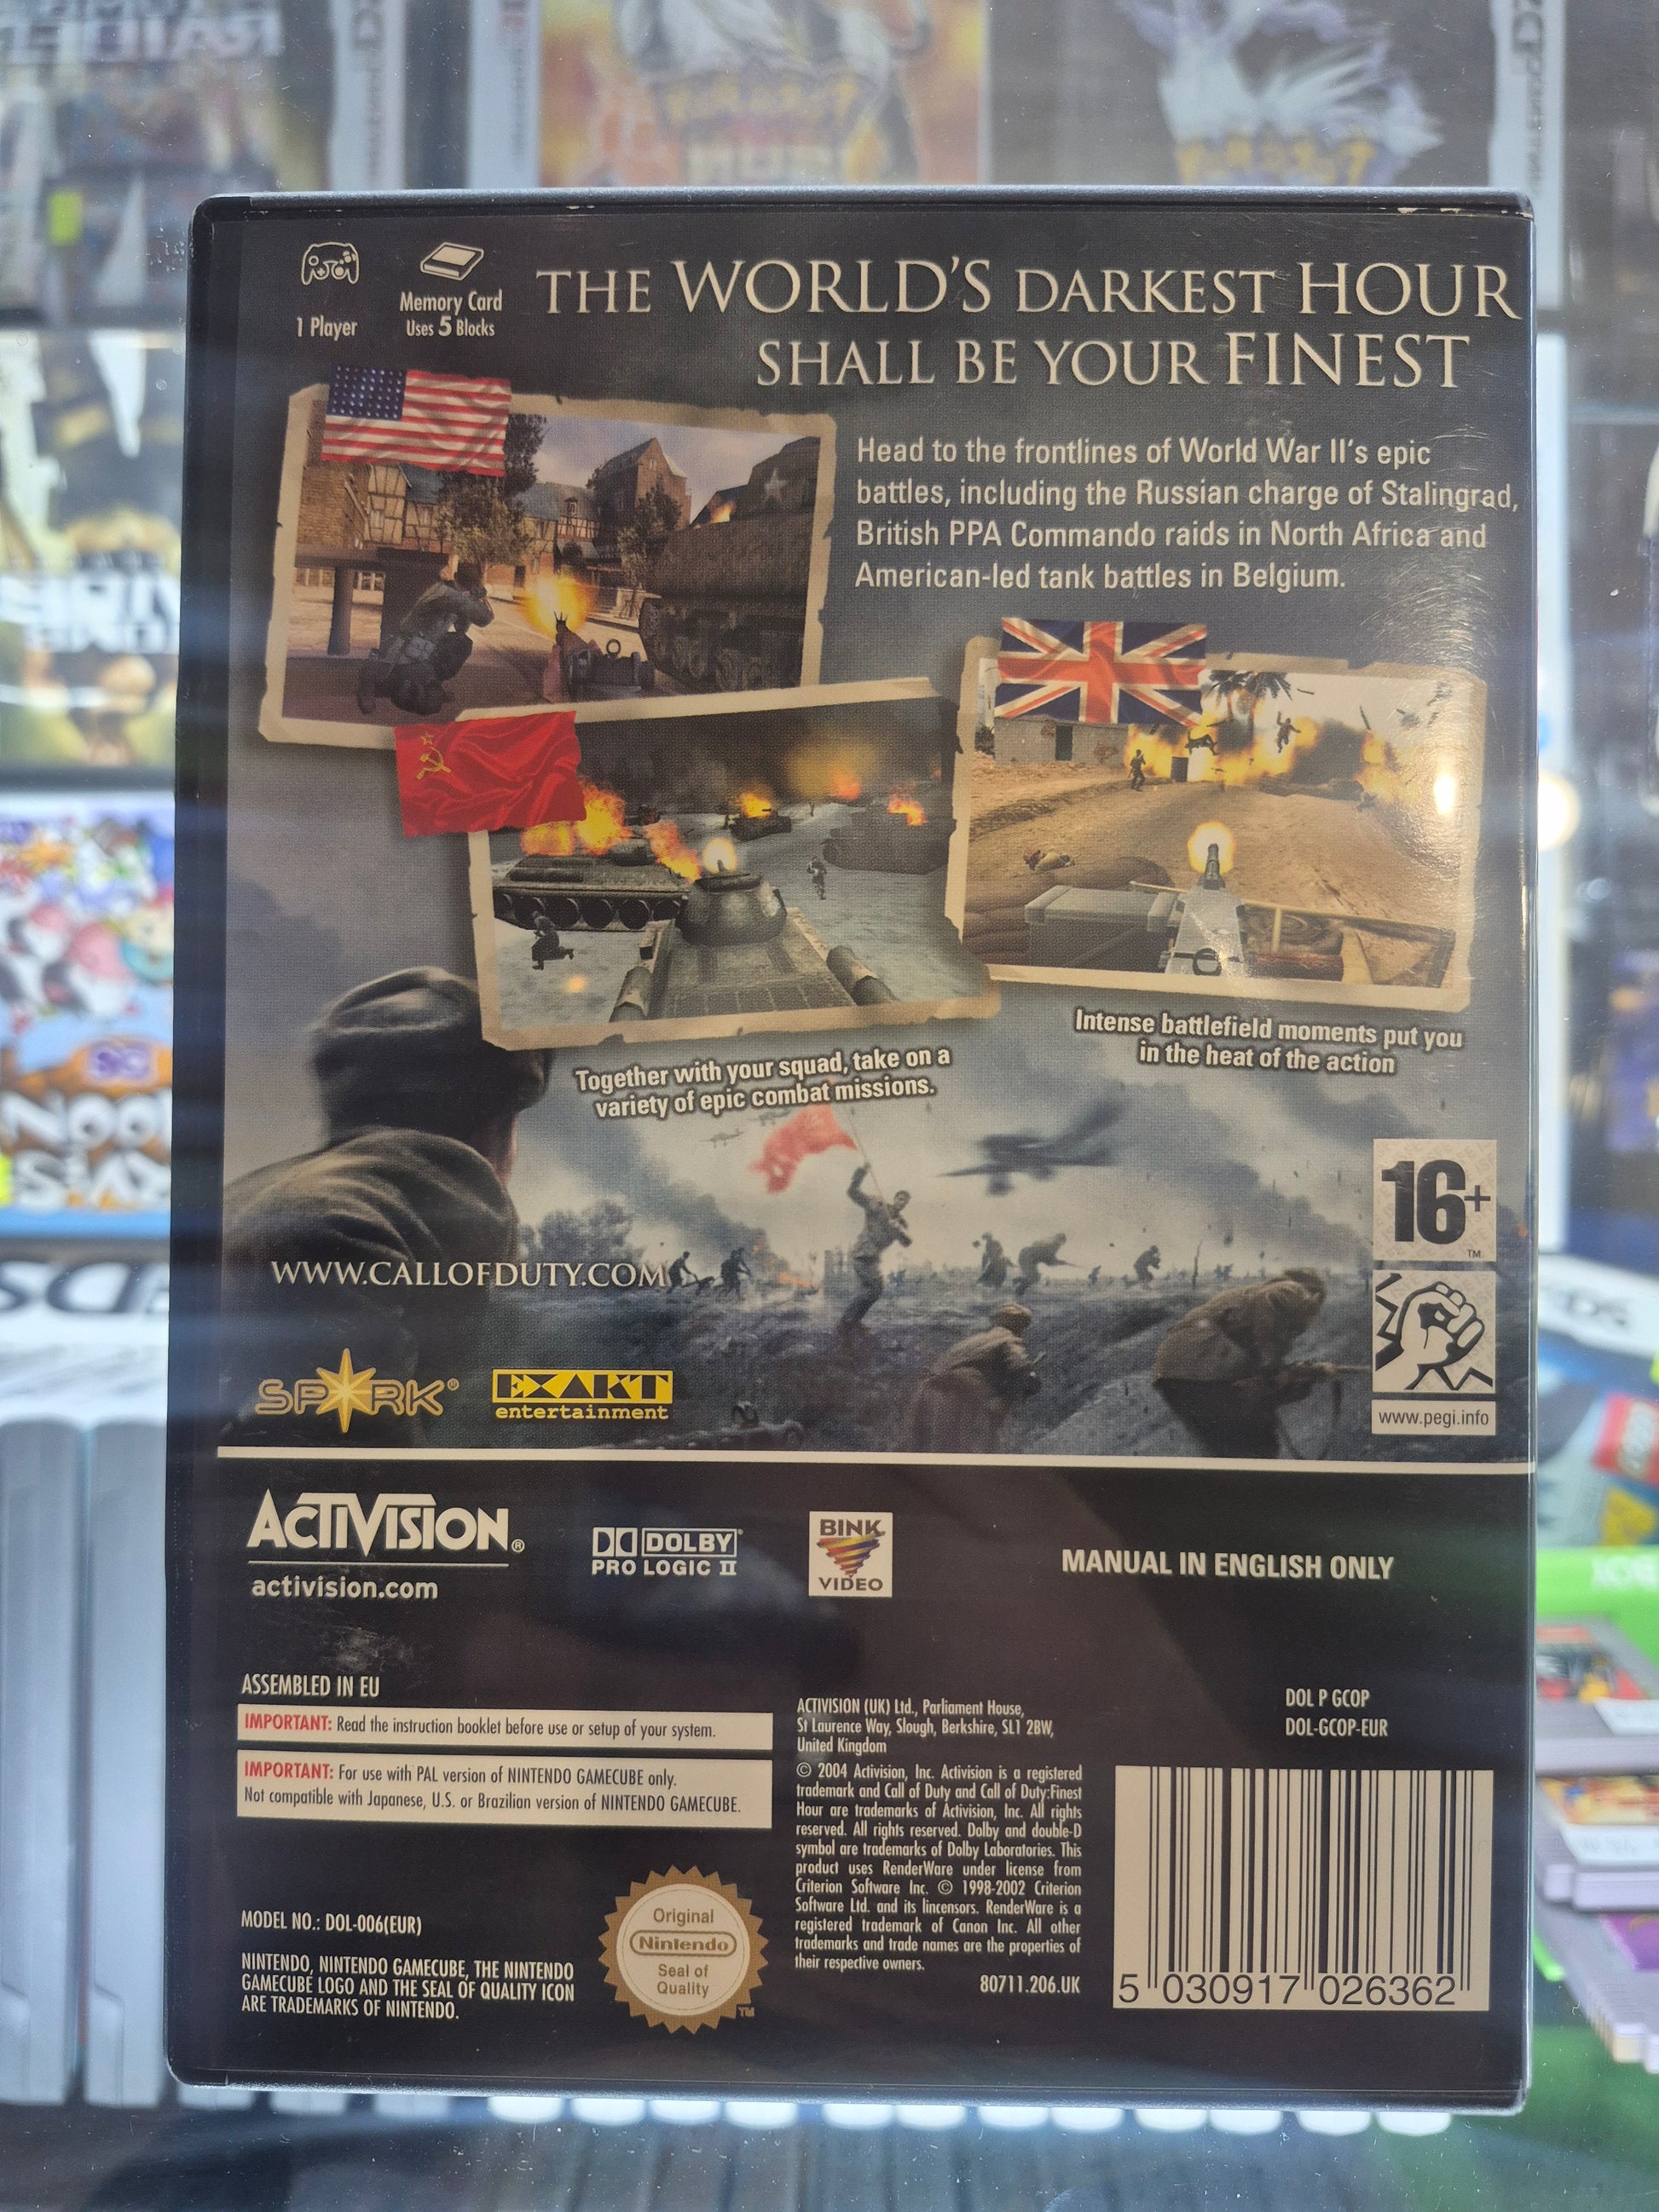 1 Player
Memory Card
Uses 5 Blocks
THE WORLD'S DARKEST HOUR
SHALL BE YOUR FINEST
Head to the frontlines of World War II's epic
battles, including the Russian charge of Stalingrad,
British PPA Commando raids in North Africa and
American-led tank battles in Belgium.
Intense battlefield moments put you
in the heat of the action
Together with your squad, take on a
variety of epic combat missions.
16+
TM
WWW.CALLOFDUTY.COM
SPARK®
EXAKT
entertainment
www.pegi.info
ACTIVISION®
activision.com
DOLBY
PRO LOGIC II
BINK
VIDEO
MANUAL IN ENGLISH ONLY
ASSEMBLED IN EU
IMPORTANT: Read the instruction booklet before use or setup of your system.
IMPORTANT: For use with PAL version of NINTENDO GAMECUBE only.
Not compatible with Japanese, U.S. or Brazilian version of NINTENDO GAMECUBE.
MODEL NO.: DOL-006(EUR)
NINTENDO, NINTENDO GAMECUBE, THE NINTENDO
GAMECUBE LOGO AND THE SEAL OF QUALITY ICON
ARE TRADEMARKS OF NINTENDO.
Original
Nintendo
Seal of
Quality
TM
ACTIVISION (UK) Ltd., Parliament House,
St Laurence Way, Slough, Berkshire, SL1 2BW,
United Kingdom
© 2004 Activision, Inc. Activision is a registered
trademark and Call of Duty and Call of Duty:Finest
Hour are trademarks of Activision, Inc. All rights
reserved. All rights reserved. Dolby and double-D
symbol are trademarks of Dolby Laboratories. This
product uses RenderWare under license from
Criterion Software Inc. © 1998-2002 Criterion
Software Ltd. and its lincensors. RenderWare is a
registered trademark of Canon Inc. All other
trademarks and trade names are the properties of
their respective owners.
80711.206.UK
DOL P GCOP
DOL-GCOP-EUR
5 030917 026362